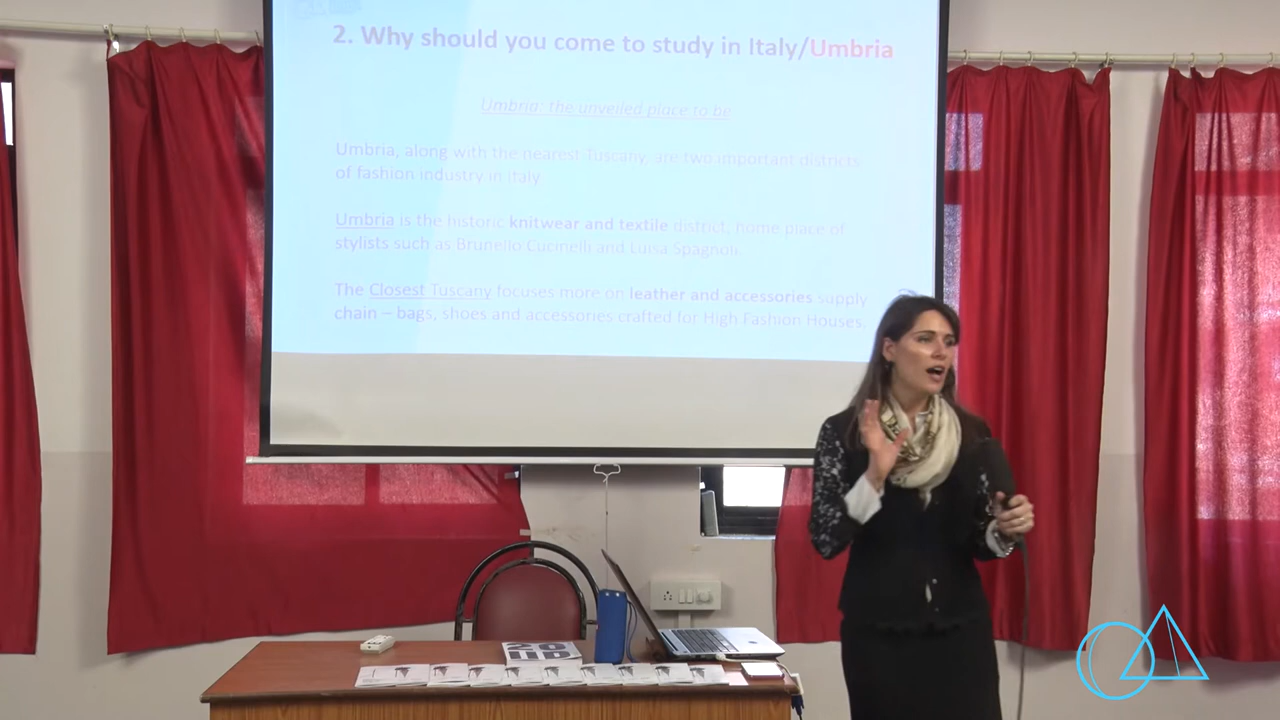 2. Why should you come to study in Italy/Umbria
Umbria: the unveiled place to be
Umbria, along with the nearest Tuscany, are two important districts
of fashion industry in Italy
Umbria is the historic knitwear and textile district, home place of
stylists such as Brunello Cucinelli and Luisa Spagnoli.
The Closest Tuscany focuses more on leather and accessories supply
chain – bags, shoes and accessories crafted for High Fashion Houses.
20